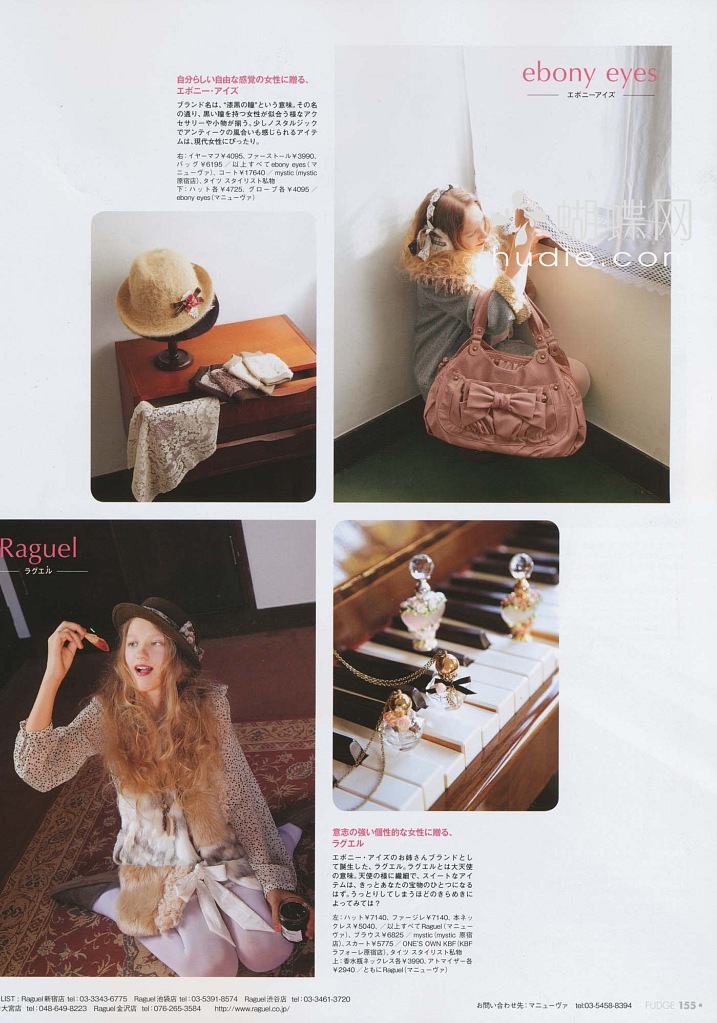 自分らしい自由な感覚の女性に贈る、
エボニー・アイズ
ブランド名は、"漆黒の瞳"という意味。その名
の通り、黒い瞳を持つ女性が似合う様なアク
セサリーや小物が揃う。少しノスタルジック
でアンティークの風合いも感じられるアイテ
ムは、現代女性にぴったり。
右:イヤーマフ¥4095、ファーストール¥3990、
バッグ¥6195／以上すべてebony eyes(マ
ニューヴァ)、コート¥17640／mystic(mystic
原宿店)、タイツ スタイリスト私物
下:ハット各¥4725、グローブ各¥4095／
ebony eyes(マニューヴァ)
ebony eyes
エボニーアイズ
蝴蝶网
hudie.com
Raguel
ラグエル
意志の強い個性的な女性に贈る、
ラグエル
エボニー・アイズのお姉さんブランドとし
て誕生した、ラグエル。ラグエルとは大天使
の意味。天使の様に繊細で、スイートなアイ
テムは、きっとあなたの宝物のひとつになる
はず。うっとりしてしまうほどのきらめきに
よってみては?
左:ハット¥7140、ファージレ¥7140、本ネッ
クレス¥5040、／以上すべてRaguel(マニュー
ヴァ)、ブラウス¥6825／mystic(mystic 原宿
店)、スカート¥5775／ONE'S OWN KBF(KBF
ラフォーレ原宿店)、タイツ スタイリスト私物
上:香水瓶ネックレス各¥3990、アトマイザー各
¥2940／ともにRaguel(マニューヴァ)
LIST : Raguel新宿店 tel:03-3343-6775 Raguel池袋店 tel:03-5391-8574 Raguel渋谷店 tel:03-3461-3720
大宮店 tel:048-649-8223 Raguel金沢店 tel:076-265-3584 http://www.raguel.co.jp/
お問い合わせ先:マニューヴァ tel:03-5458-8394
FUDGE 155